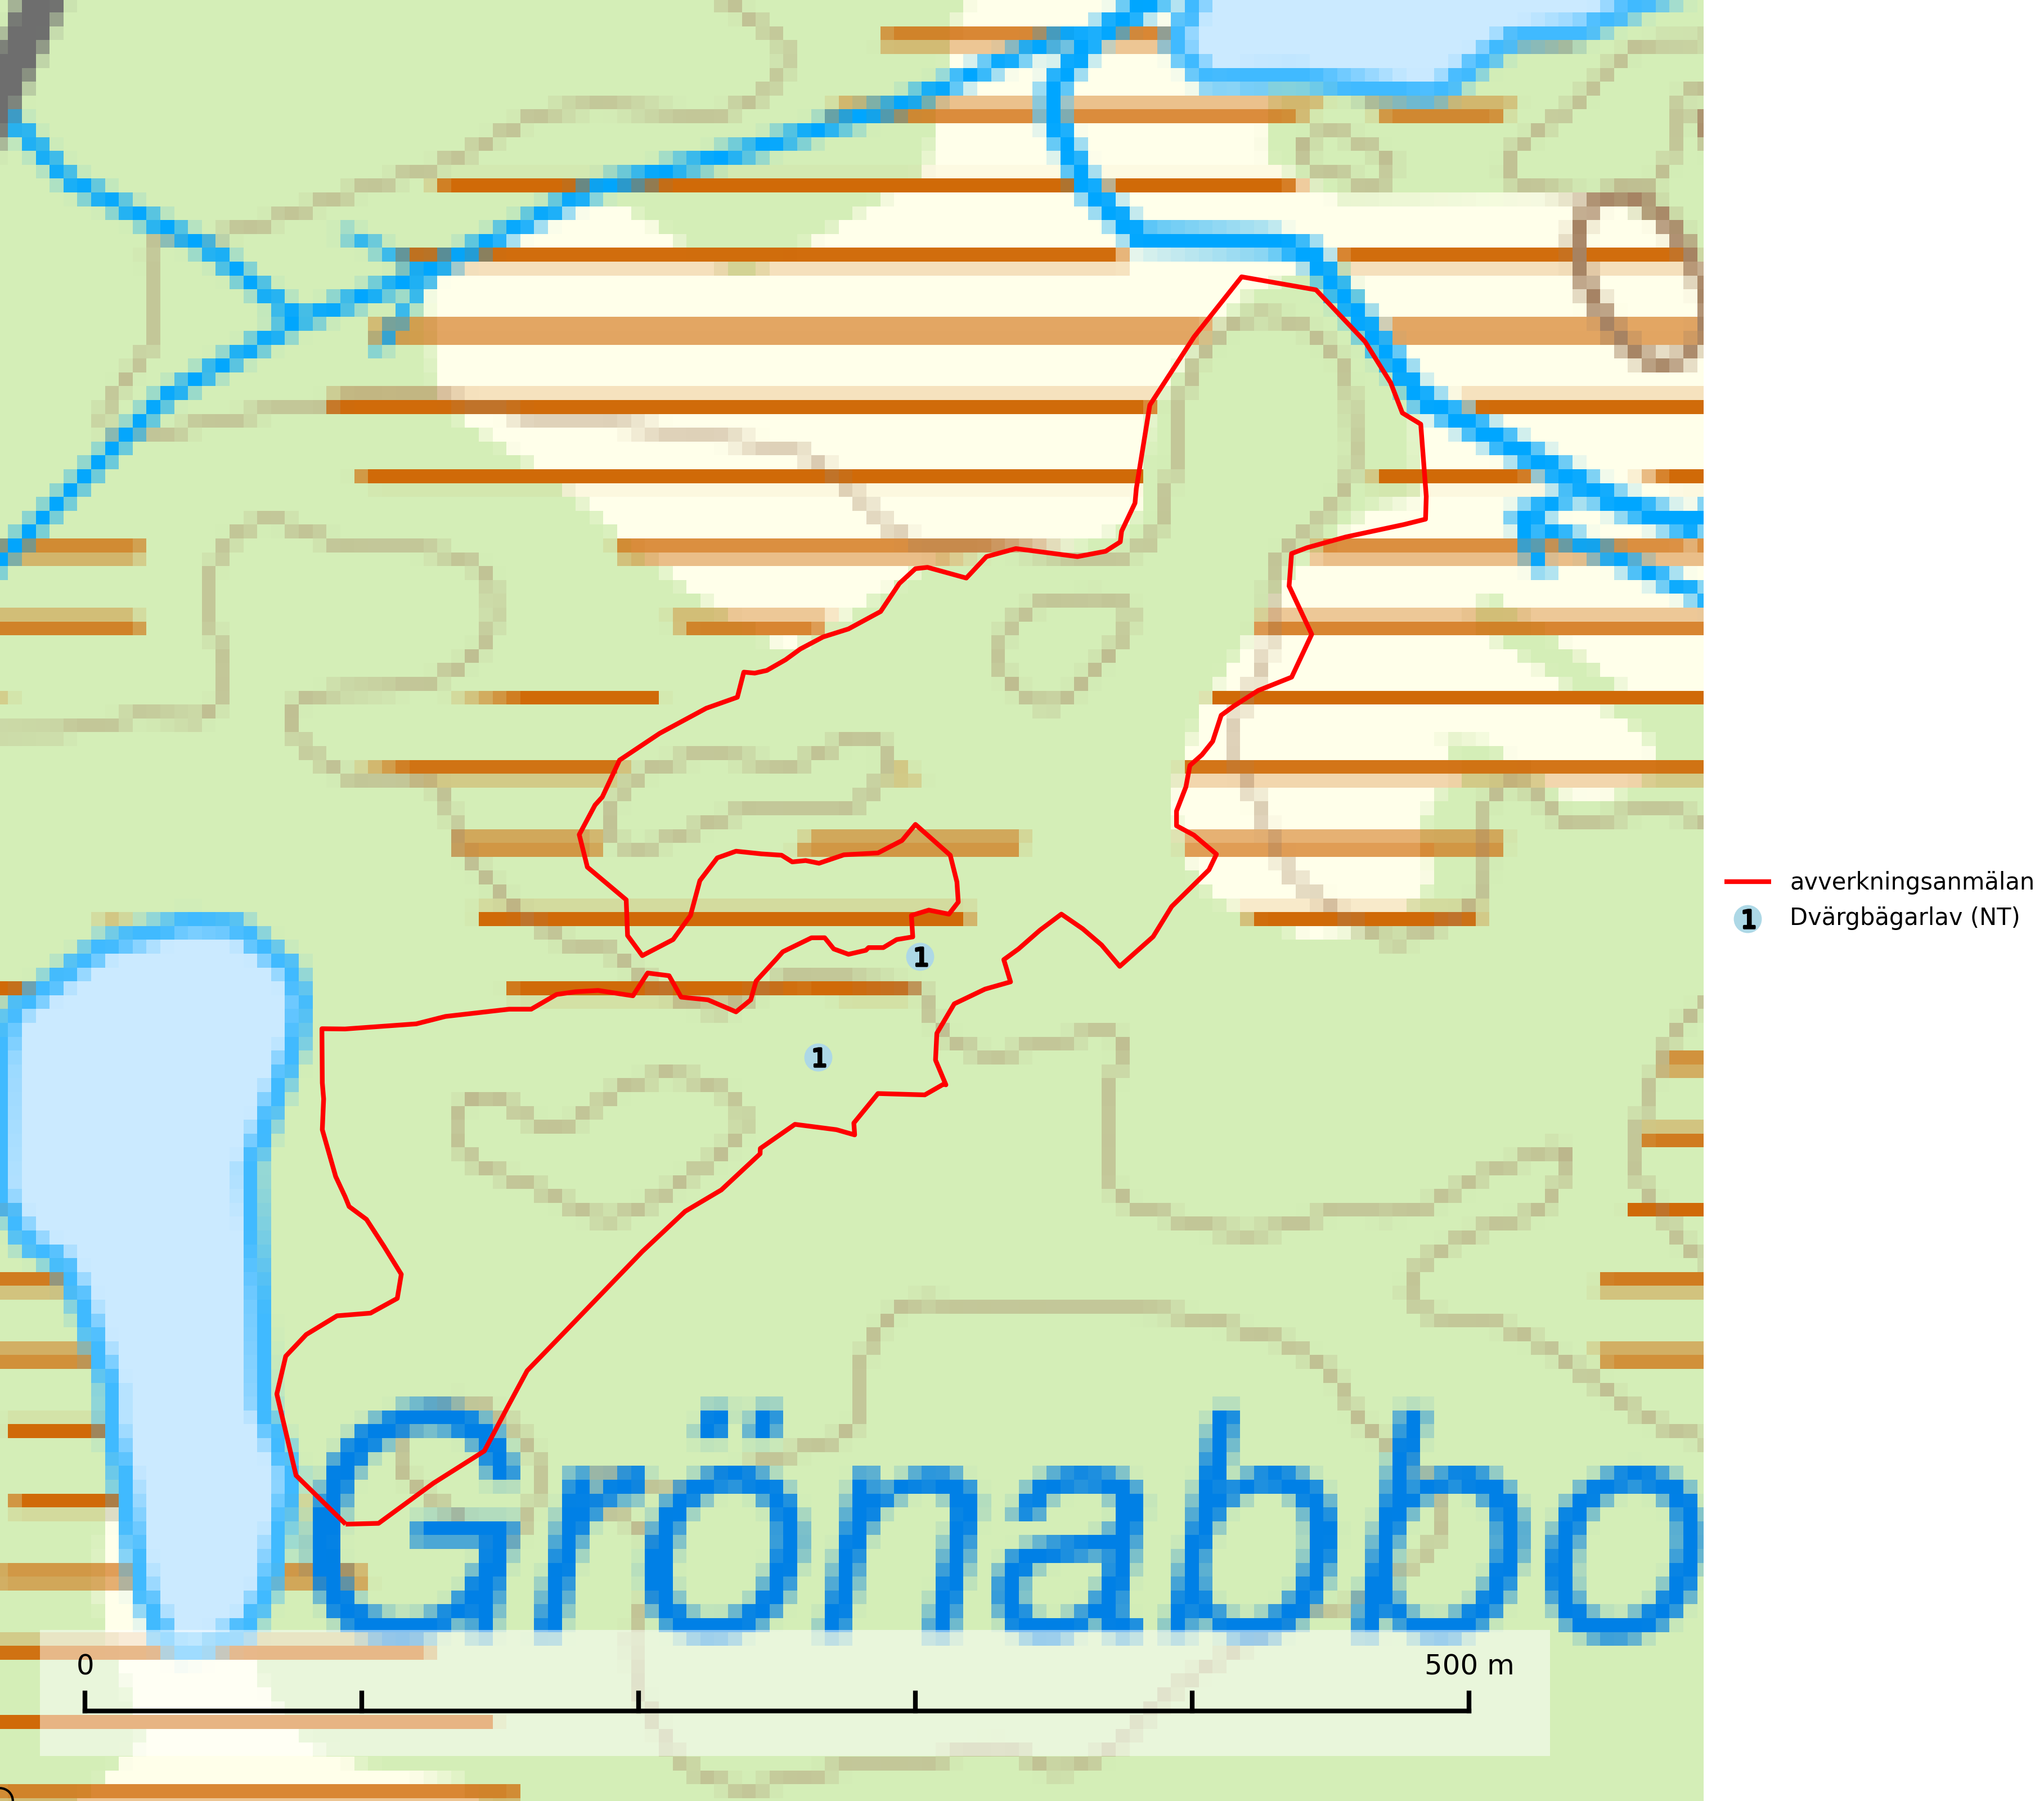 1
1
avverkningsanmälan
1 Dvärgbägarlav (NT)
Grönabbo
0 500 m